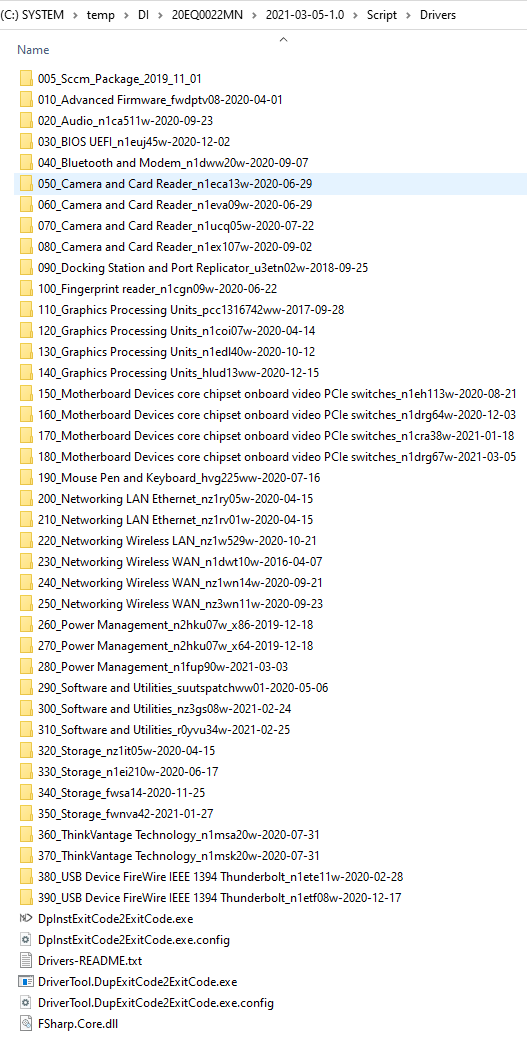 (C:) SYSTEM > temp > DI > 20EQ0022MN > 2021-03-05-1.0 > Script > Drivers
Name
005_Sccm_Package_2019_11_01
010_Advanced Firmware_fwdptv08-2020-04-01
020_Audio_n1ca511w-2020-09-23
030_BIOS UEFI_n1euj45w-2020-12-02
040_Bluetooth and Modem_n1dww20w-2020-09-07
050_Camera and Card Reader_n1eca13w-2020-06-29
060_Camera and Card Reader_n1eva09w-2020-06-29
070_Camera and Card Reader_n1ucq05w-2020-07-22
080_Camera and Card Reader_n1ex107w-2020-09-02
090_Docking Station and Port Replicator_u3etn02w-2018-09-25
100_Fingerprint reader_n1cgn09w-2020-06-22
110_Graphics Processing Units_pcc1316742ww-2017-09-28
120_Graphics Processing Units_n1coi07w-2020-04-14
130_Graphics Processing Units_n1edl40w-2020-10-12
140_Graphics Processing Units_hlud13ww-2020-12-15
150_Motherboard Devices core chipset onboard video PCIe switches_n1eh113w-2020-08-21
160_Motherboard Devices core chipset onboard video PCIe switches_n1drg64w-2020-12-03
170_Motherboard Devices core chipset onboard video PCIe switches_n1cra38w-2021-01-18
180_Motherboard Devices core chipset onboard video PCIe switches_n1drg67w-2021-03-05
190_Mouse Pen and Keyboard_hvg225ww-2020-07-16
200_Networking LAN Ethernet_nz1ry05w-2020-04-15
210_Networking LAN Ethernet_nz1rv01w-2020-04-15
220_Networking Wireless LAN_nz1w529w-2020-10-21
230_Networking Wireless WAN_n1dwt10w-2016-04-07
240_Networking Wireless WAN_nz1wn14w-2020-09-21
250_Networking Wireless WAN_nz3wn11w-2020-09-23
260_Power Management_n2hku07w_x86-2019-12-18
270_Power Management_n2hku07w_x64-2019-12-18
280_Power Management_n1fup90w-2021-03-03
290_Software and Utilities_suutspatchww01-2020-05-06
300_Software and Utilities_nz3gs08w-2021-02-24
310_Software and Utilities_r0yvu34w-2021-02-25
320_Storage_nz1it05w-2020-04-15
330_Storage_n1ei210w-2020-06-17
340_Storage_fwsa14-2020-11-25
350_Storage_fwnva42-2021-01-27
360_ThinkVantage Technology_n1msa20w-2020-07-31
370_ThinkVantage Technology_n1msk20w-2020-07-31
380_USB Device FireWire IEEE 1394 Thunderbolt_n1ete11w-2020-02-28
390_USB Device FireWire IEEE 1394 Thunderbolt_n1etf08w-2020-12-17
DpInstExitCode2ExitCode.exe
DpInstExitCode2ExitCode.exe.config
Drivers-README.txt
DriverTool.DupExitCode2ExitCode.exe
DriverTool.DupExitCode2ExitCode.exe.config
FSharp.Core.dll